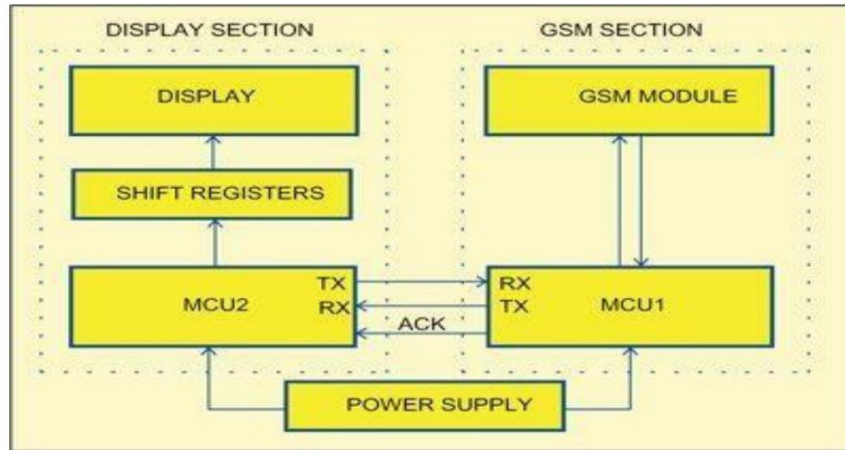 DISPLAY SECTION
GSM SECTION
DISPLAY
GSM MODULE
SHIFT REGISTERS
MCU2
TX
RX
ACK
RX
TX
MCU1
POWER SUPPLY